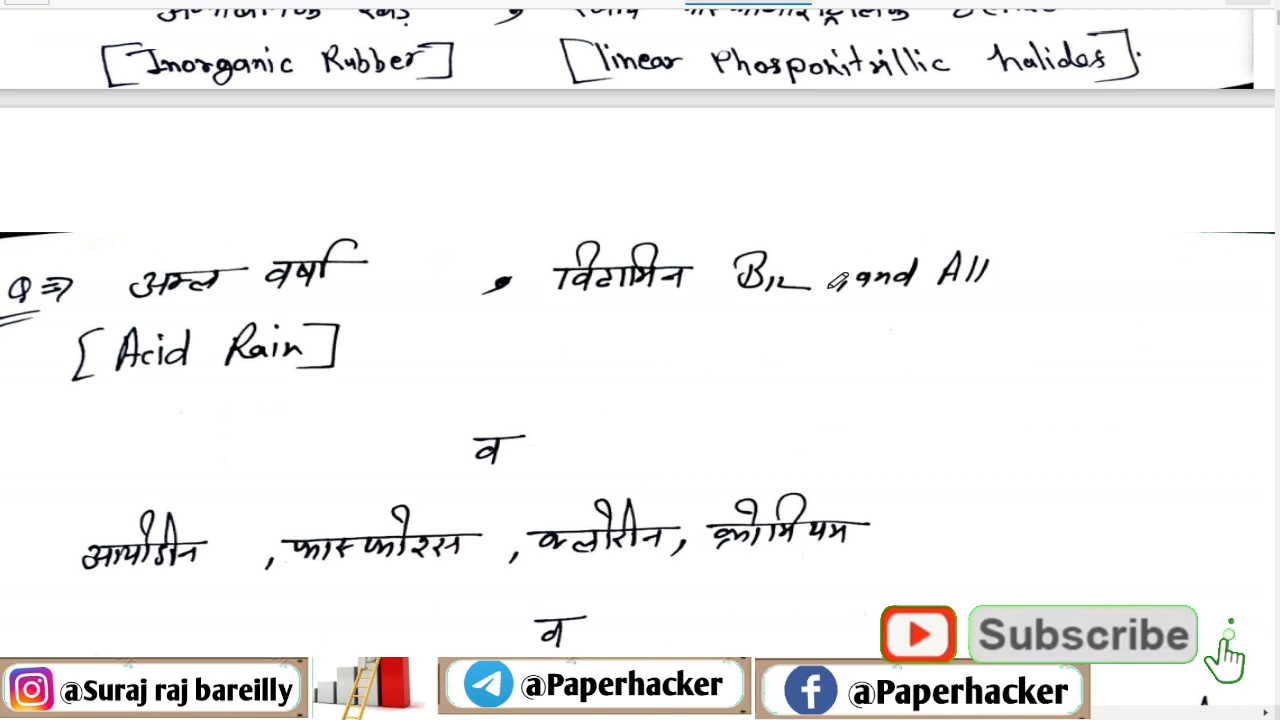 [Inorganic Rubber] [linear Phosponitrillic halides].
Q ⇒ अम्ल वर्षा , विटामिन B12 , and All
[Acid Rain]
व
आयोडीन , फास्फोरस , क्लोरीन, क्रोमियम
व
Subscribe
@Suraj raj bareilly @Paperhacker @Paperhacker